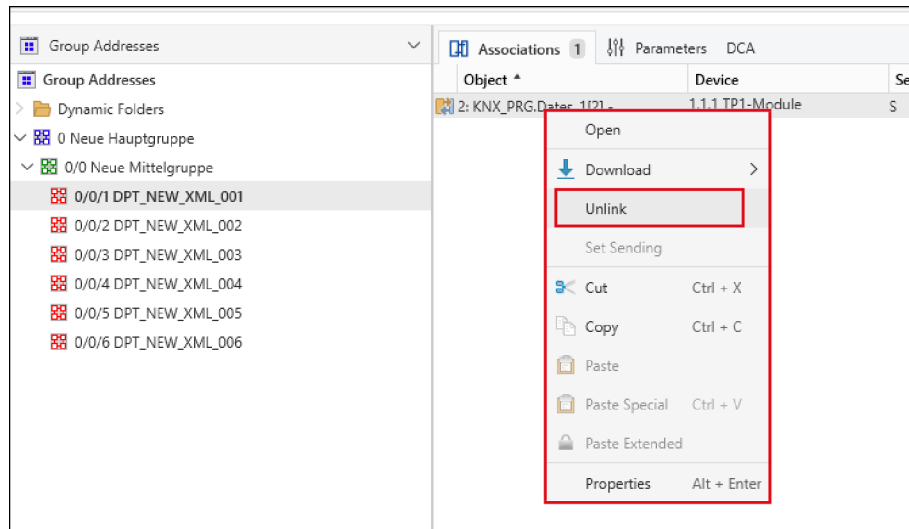 Group Addresses
Group Addresses
Dynamic Folders
0 Neue Hauptgruppe
0/0 Neue Mittelgruppe
0/0/1 DPT_NEW_XML_001
0/0/2 DPT_NEW_XML_002
0/0/3 DPT_NEW_XML_003
0/0/4 DPT_NEW_XML_004
0/0/5 DPT_NEW_XML_005
0/0/6 DPT_NEW_XML_006
Associations 1 Parameters DCA
Object Device Se
2: KNX_PRG.Dates_1[2] - 1.1.1 TP1-Module S
Open
Download
Unlink
Set Sending
Cut Ctrl + X
Copy Ctrl + C
Paste
Paste Special Ctrl + V
Paste Extended
Properties Alt + Enter